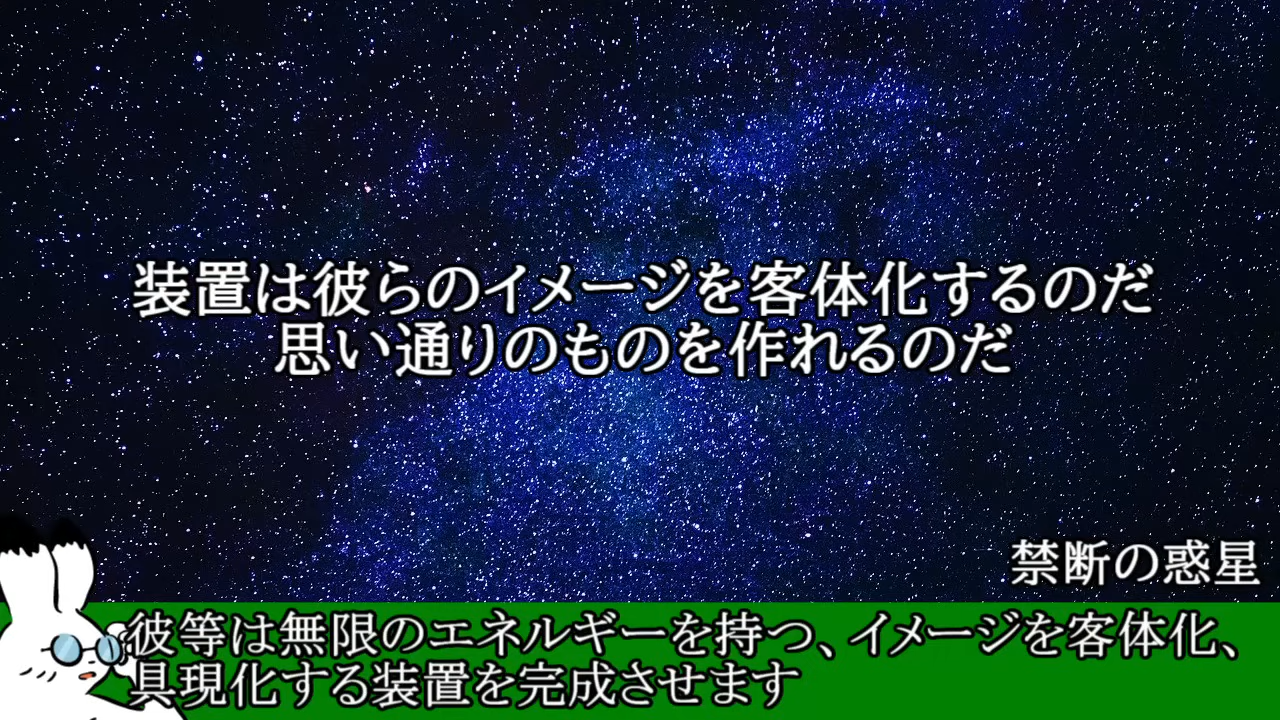 装置は彼らのイメージを客体化するのだ
思い通りのものを作れるのだ
禁断の惑星
彼等は無限のエネルギーを持つ、イメージを客体化、
具現化する装置を完成させます